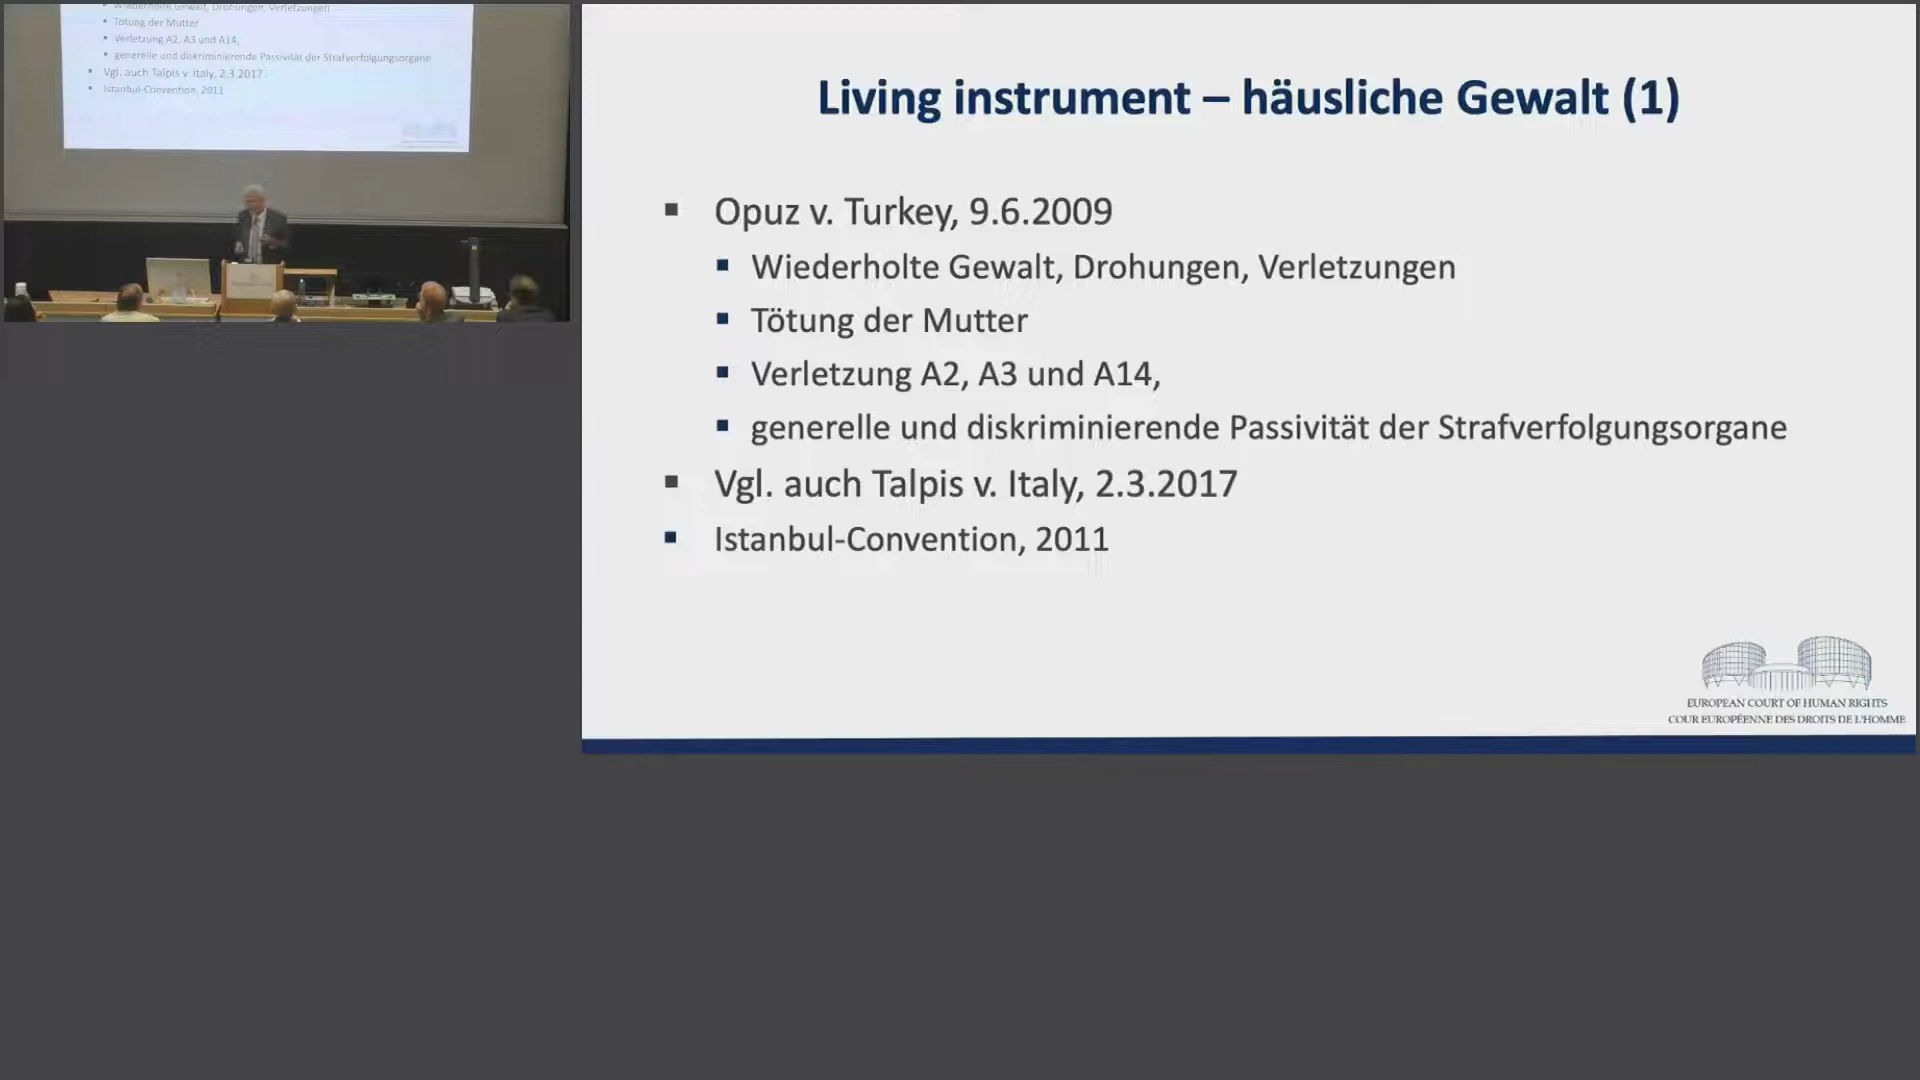 Wiederholte Gewalt, Drohungen, Verletzungen
Tötung der Mutter
Verletzung A2, A3 und A14,
generelle und diskriminierende Passivität der Strafverfolgungsorgane
Vgl. auch Talpis v. Italy, 2.3.2017
Istanbul-Convention, 2011
Living instrument – häusliche Gewalt (1)
Opuz v. Turkey, 9.6.2009
Wiederholte Gewalt, Drohungen, Verletzungen
Tötung der Mutter
Verletzung A2, A3 und A14,
generelle und diskriminierende Passivität der Strafverfolgungsorgane
Vgl. auch Talpis v. Italy, 2.3.2017
Istanbul-Convention, 2011
EUROPEAN COURT OF HUMAN RIGHTS
COUR EUROPÉENNE DES DROITS DE L'HOMME